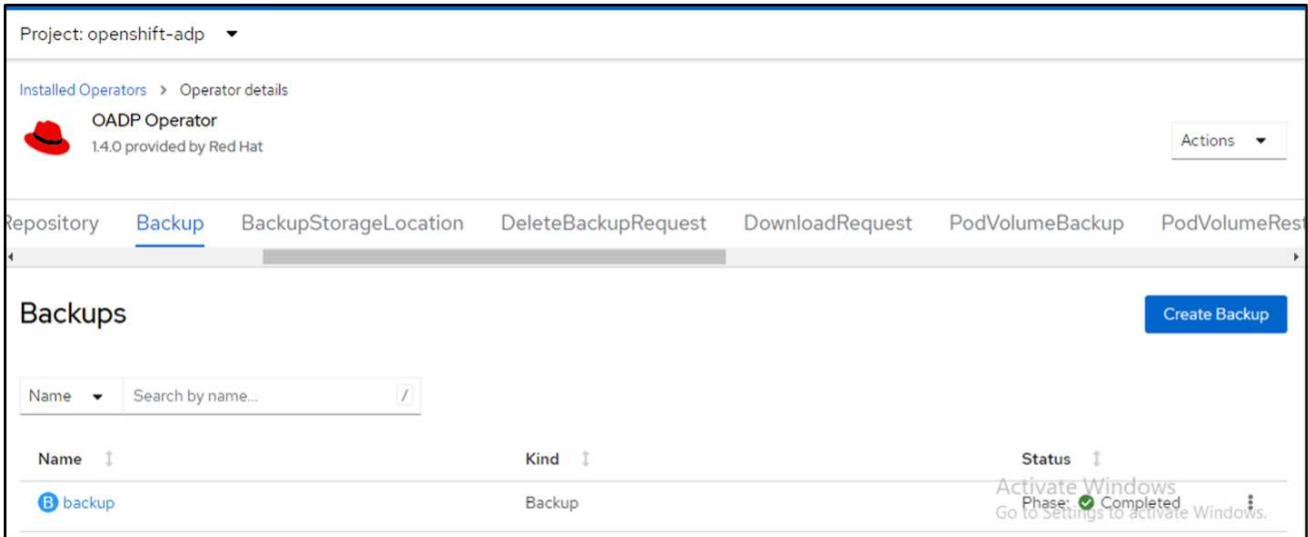 Project: openshift-adp
Installed Operators > Operator details
OADP Operator
1.4.0 provided by Red Hat
Actions
Repository Backup BackupStorageLocation DeleteBackupRequest DownloadRequest PodVolumeBackup PodVolumeRest
Backups
Create Backup
Name Search by name... /
Name Kind Status
Activate Windows
B backup Backup Phase: Completed
Go to Settings to activate Windows.